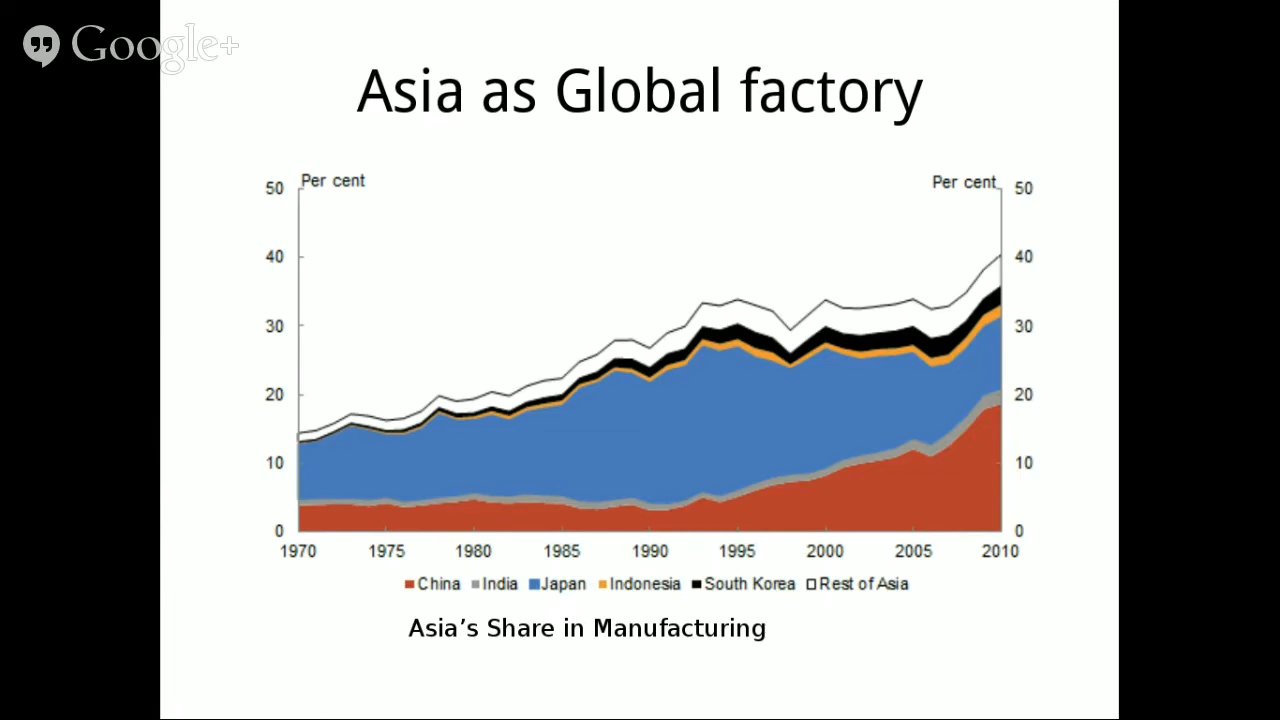 Google+
Asia as Global factory
Per cent
Per cent
50
50
40
40
30
30
20
20
10
10
0
0
1970 1975 1980 1985 1990 1995 2000 2005 2010
China India Japan Indonesia South Korea Rest of Asia
Asia’s Share in Manufacturing